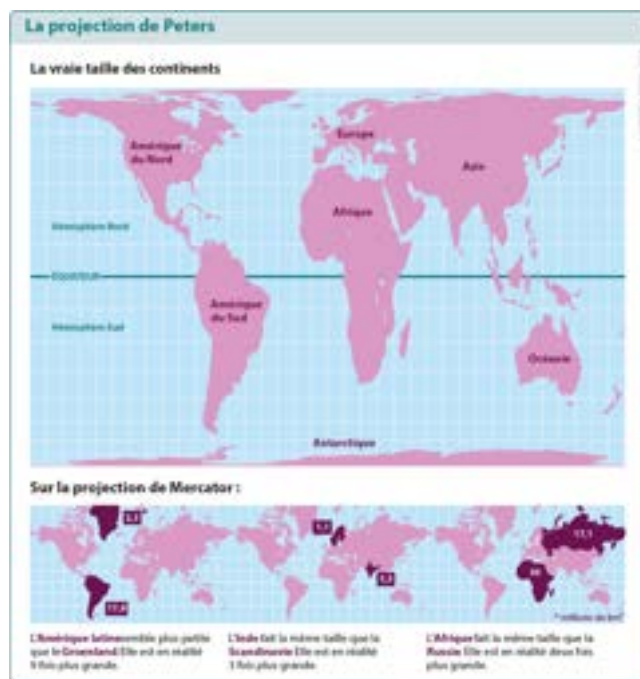 La projection de Peters
La vraie taille des continents
Amérique
du Nord
Europe
Asie
Afrique
Hémisphère Nord
ÉQUATEUR
Hémisphère Sud
Amérique
du Sud
Océanie
Antarctique
Sur la projection de Mercator :
17,1
L'Amérique latine semble plus petite
que le Groenland. Elle est en réalité
9 fois plus grande.
L'Inde fait la même taille que la
Scandinavie. Elle est en réalité
3 fois plus grande.
L'Afrique fait la même taille que la
Russie. Elle est en réalité deux fois
plus grande.